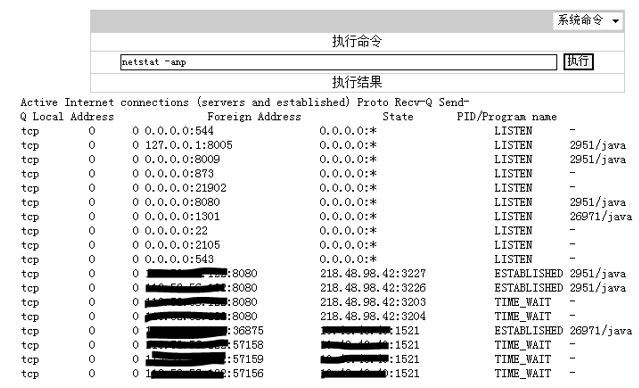 系统命令
执行命令
netstat -anp 执行
执行结果
Active Internet connections (servers and established) Proto Recv-Q Send-
Q Local Address Foreign Address State PID/Program name
tcp 0 0 0.0.0.0:544 0.0.0.0:* LISTEN -
tcp 0 0 127.0.0.1:8005 0.0.0.0:* LISTEN 2951/java
tcp 0 0 0.0.0.0:8009 0.0.0.0:* LISTEN 2951/java
tcp 0 0 0.0.0.0:873 0.0.0.0:* LISTEN -
tcp 0 0 0.0.0.0:21902 0.0.0.0:* LISTEN -
tcp 0 0 0.0.0.0:8080 0.0.0.0:* LISTEN 2951/java
tcp 0 0 0.0.0.0:1301 0.0.0.0:* LISTEN 26971/java
tcp 0 0 0.0.0.0:22 0.0.0.0:* LISTEN -
tcp 0 0 0.0.0.0:2105 0.0.0.0:* LISTEN -
tcp 0 0 0.0.0.0:543 0.0.0.0:* LISTEN -
tcp 0 0 :8080 218.48.98.42:3227 ESTABLISHED 2951/java
tcp 0 0 :8080 218.48.98.42:3226 ESTABLISHED 2951/java
tcp 0 0 :8080 218.48.98.42:3203 TIME_WAIT -
tcp 0 0 :8080 218.48.98.42:3204 TIME_WAIT -
tcp 0 0 :36875 :1521 ESTABLISHED 26971/java
tcp 0 0 :57158 :1521 TIME_WAIT -
tcp 0 0 :57159 :1521 TIME_WAIT -
tcp 0 0 :57156 :1521 TIME_WAIT -